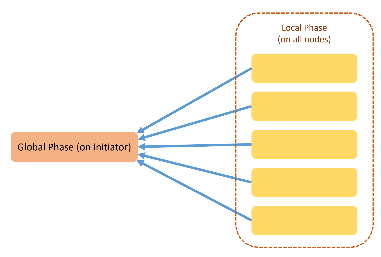 Local Phase
(on all nodes)
Global Phase (on initiator)